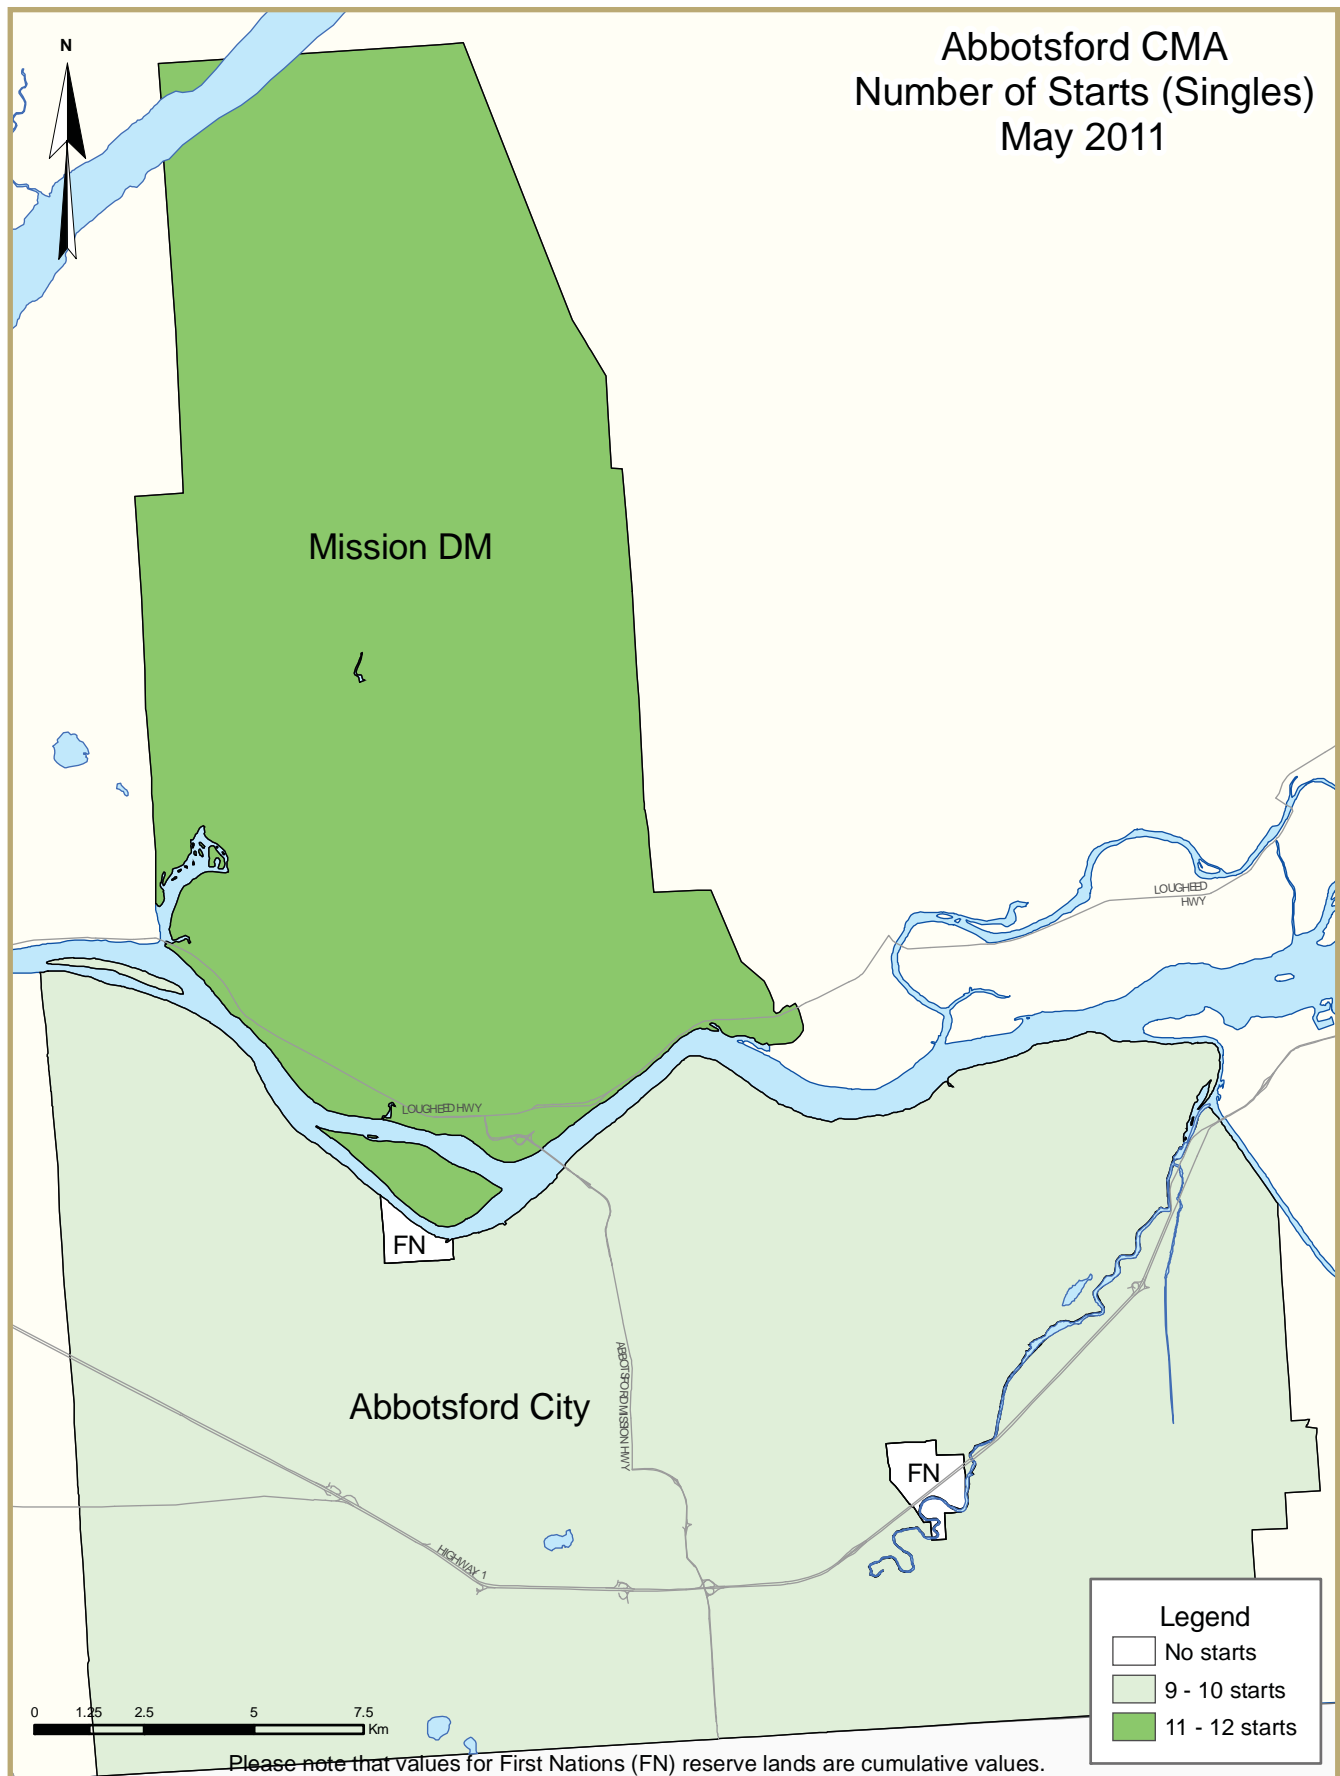 Abbotsford CMA
Number of Starts (Singles)
May 2011
N
Mission DM
LOUGHEED
HWY
LOUGHEED HWY
FN
ABBOTSFORD MISSION HWY
Abbotsford City
FN
HIGHWAY 1
Legend
No starts
9 - 10 starts
11 - 12 starts
0 1.25 2.5 5 7.5
Km
Please note that values for First Nations (FN) reserve lands are cumulative values.